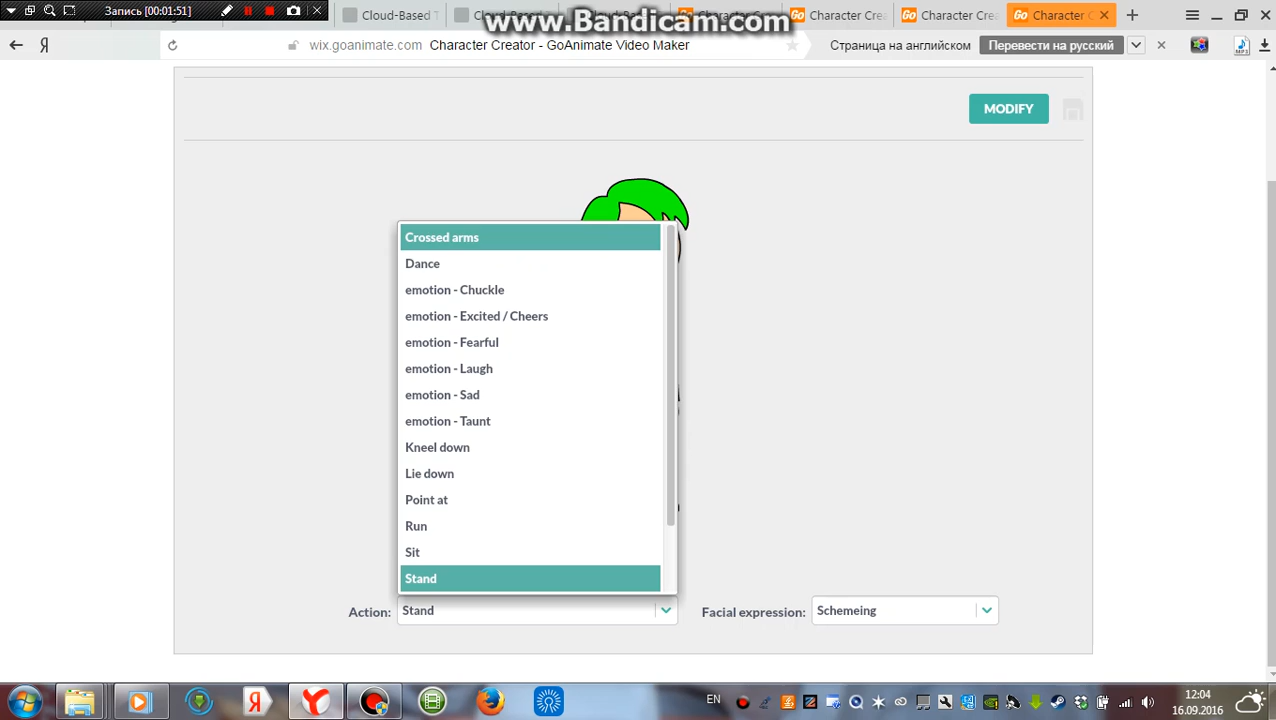 Запись [00:01:51]
www.Bandicam.com
Cloud-Based T
Character Cre
Character Crea
Character C
Я
wix.goanimate.com Character Creator - GoAnimate Video Maker
Страница на английском
Перевести на русский
MODIFY
Crossed arms
Dance
emotion - Chuckle
emotion - Excited / Cheers
emotion - Fearful
emotion - Laugh
emotion - Sad
emotion - Taunt
Kneel down
Lie down
Point at
Run
Sit
Stand
Action: Stand
Facial expression: Schemeing
EN
12:04
16.09.2016